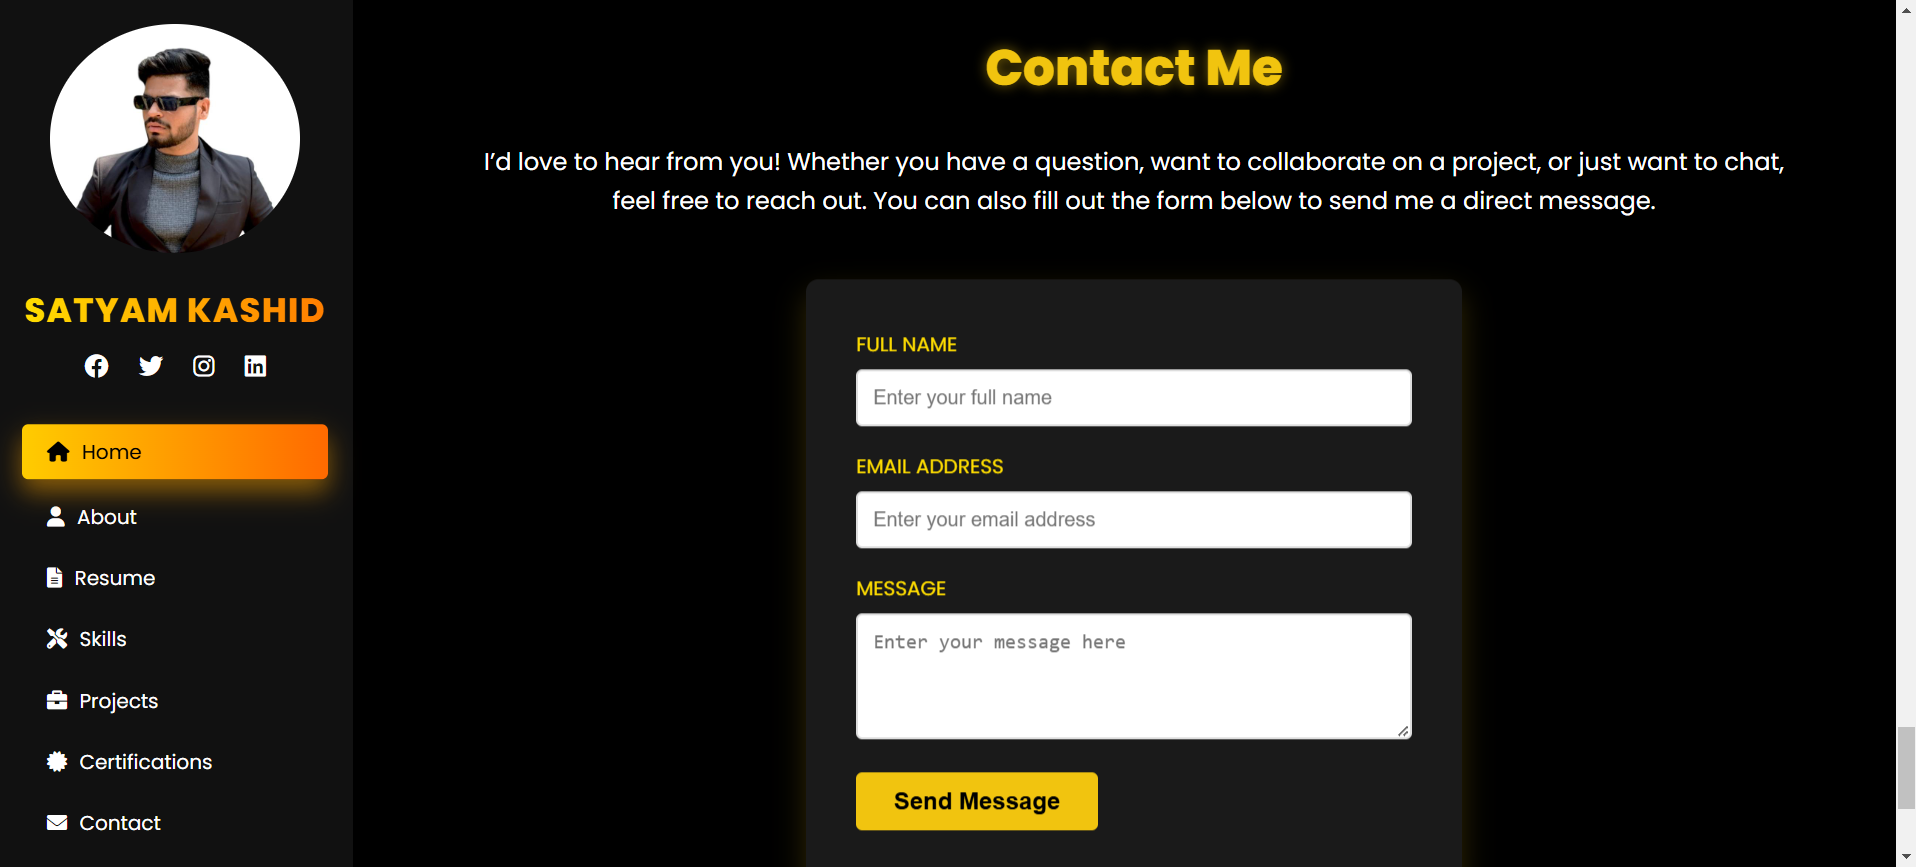 SATYAM KASHID
Home
About
Resume
Skills
Projects
Certifications
Contact
Contact Me
I’d love to hear from you! Whether you have a question, want to collaborate on a project, or just want to chat,
feel free to reach out. You can also fill out the form below to send me a direct message.
FULL NAME
Enter your full name
EMAIL ADDRESS
Enter your email address
MESSAGE
Enter your message here
Send Message